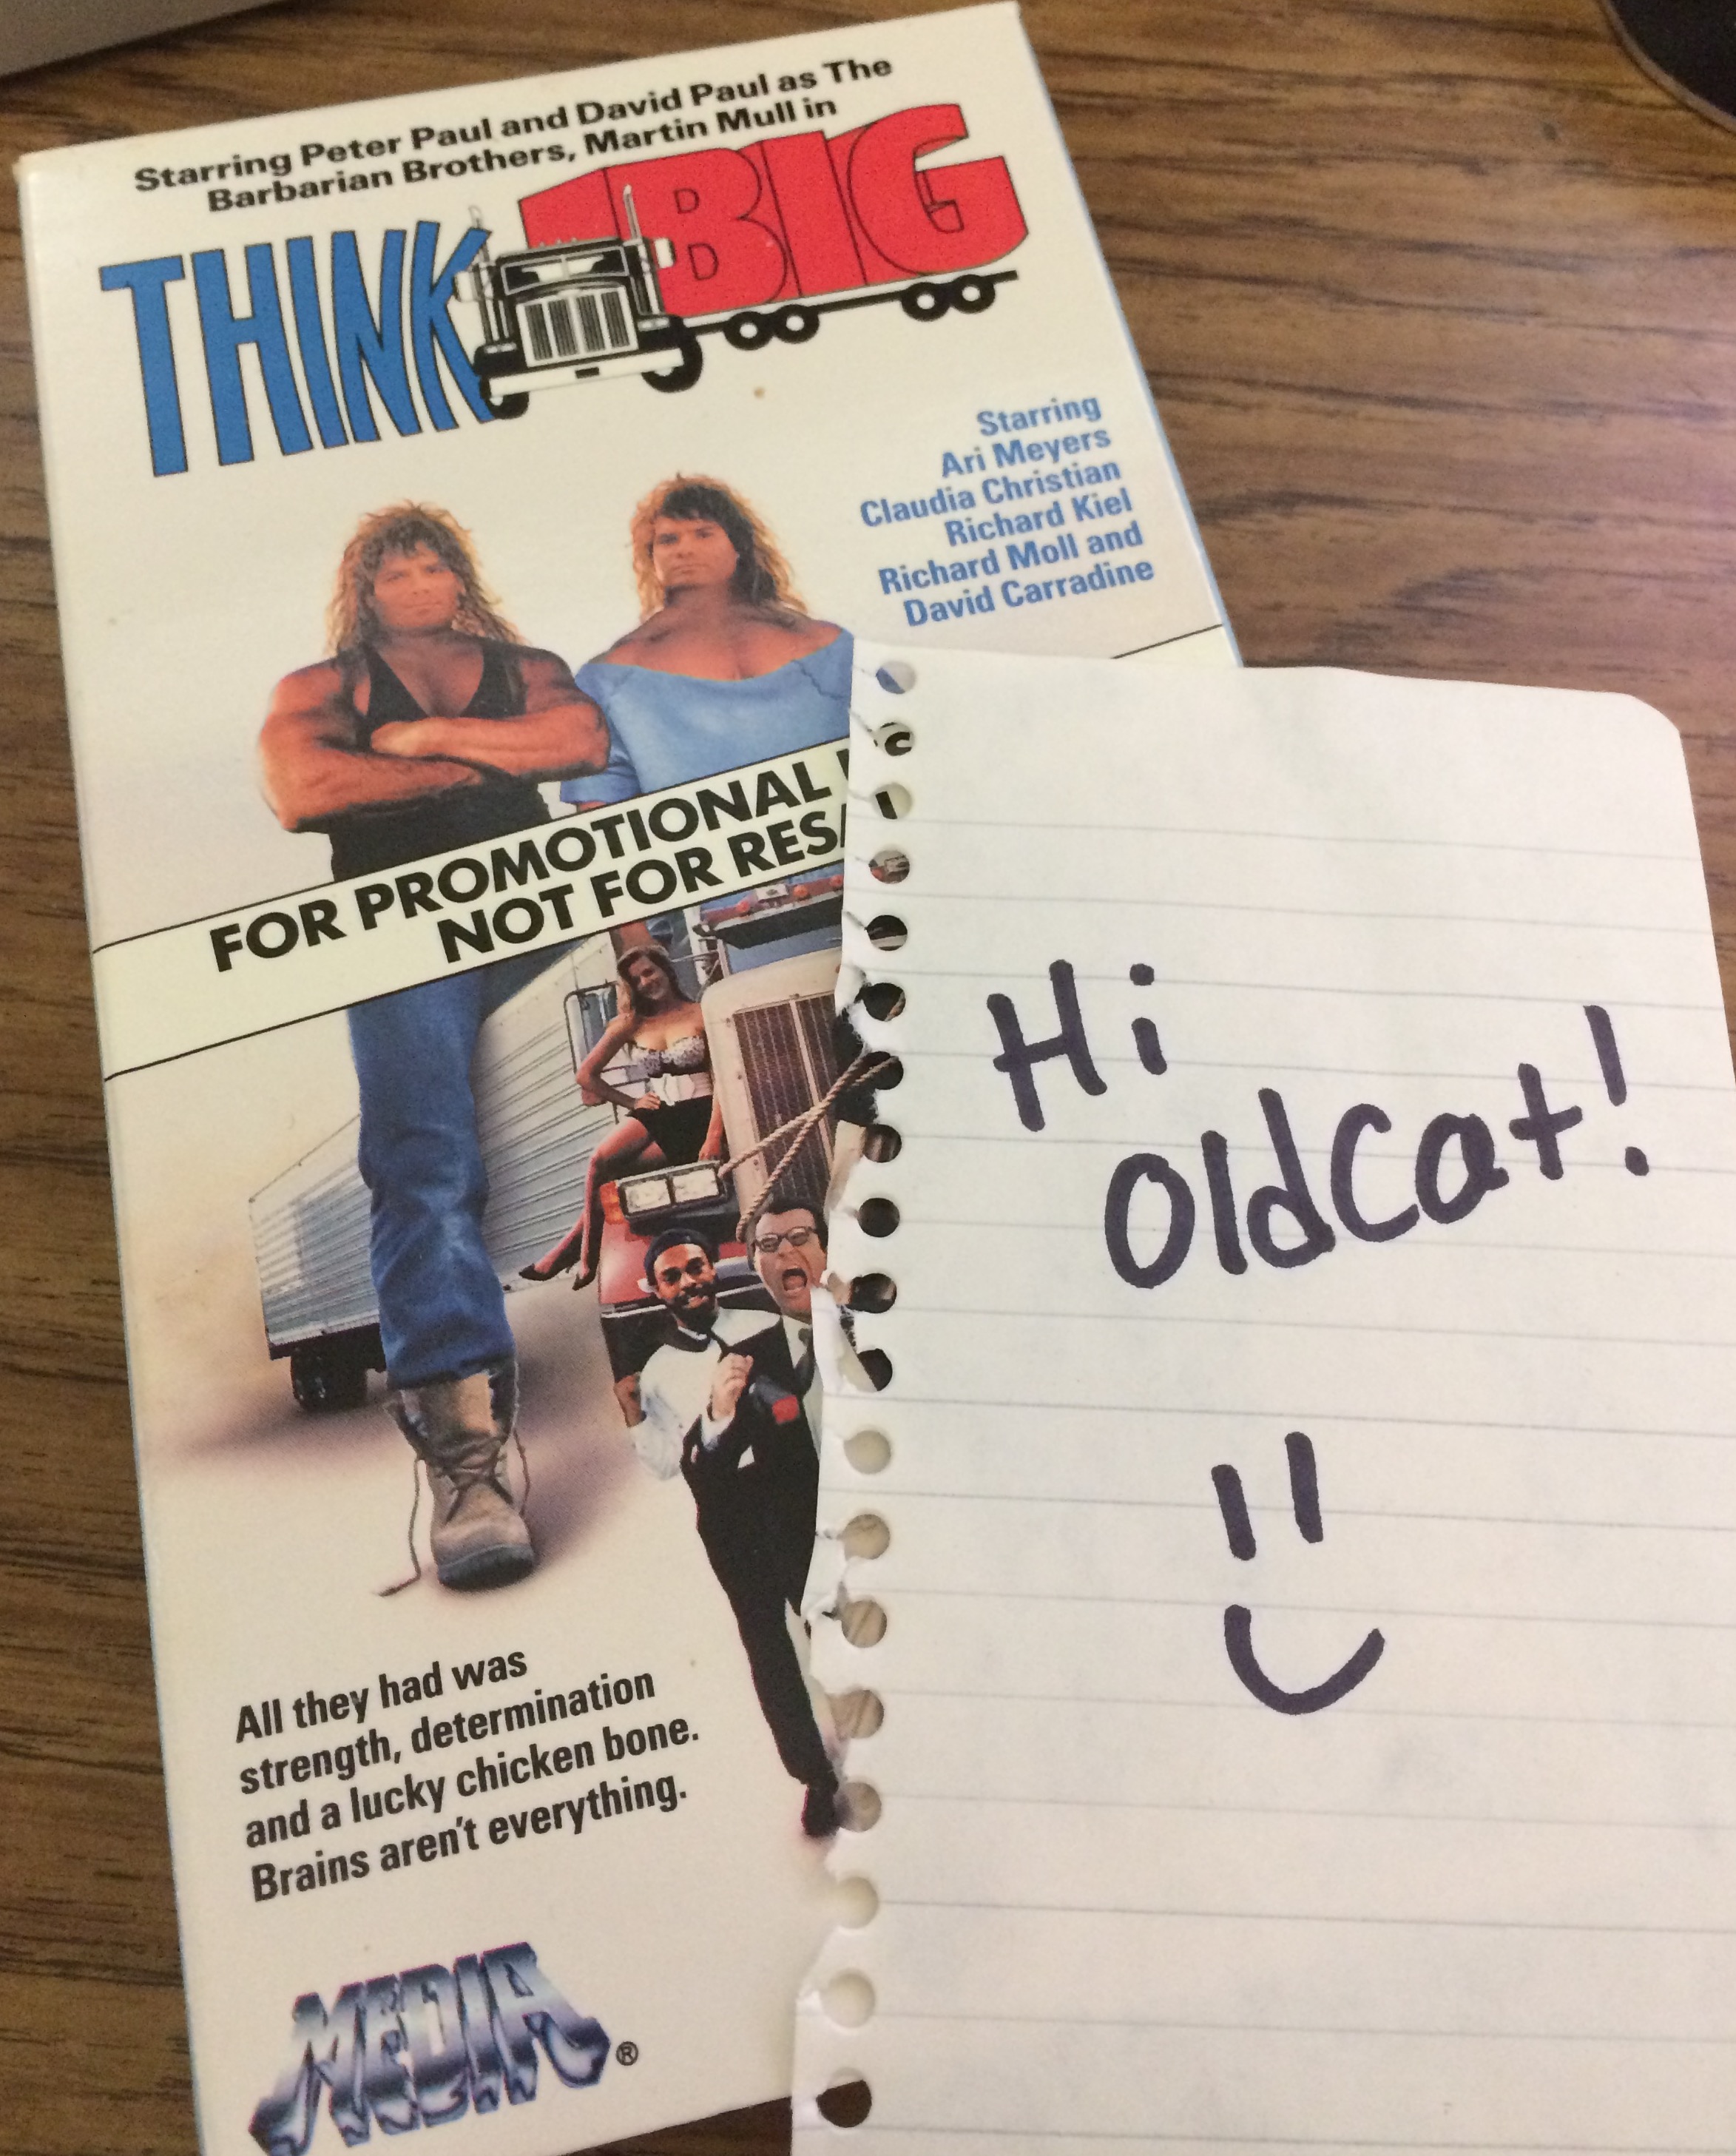 Starring Peter Paul and David Paul as The
Barbarian Brothers, Martin Mull in
THINK BIG
Starring
Ari Meyers
Claudia Christian
Richard Kiel
Richard Moll and
David Carradine
FOR PROMOTIONAL
NOT FOR
Hi
OldCat!
All they had was
strength, determination
and a lucky chicken bone.
Brains aren't everything.
MEDIA®